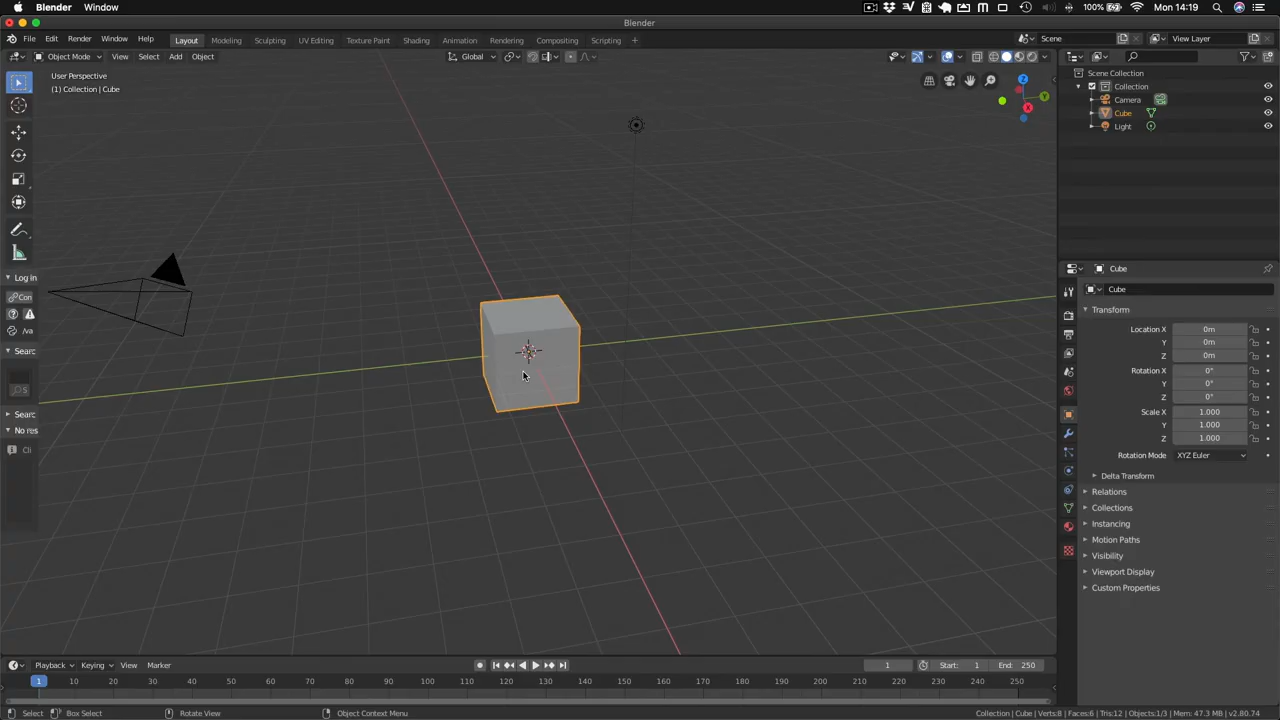 Blender Window 100% Mon 14:19
Blender
File Edit Render Window Help Layout Modeling Sculpting UV Editing Texture Paint Shading Animation Rendering Compositing Scripting + Scene View Layer
Object Mode View Select Add Object Global
User Perspective
(1) Collection | Cube
Scene Collection
Collection
Camera
Cube
Light
Z
Y
X
Log in
Con
/va
Searc
S
Searc
No res
Cli
Cube
Cube
Transform
Location X 0m
Y 0m
Z 0m
Rotation X 0°
Y 0°
Z 0°
Scale X 1.000
Y 1.000
Z 1.000
Rotation Mode XYZ Euler
Delta Transform
Relations
Collections
Instancing
Motion Paths
Visibility
Viewport Display
Custom Properties
Playback Keying View Marker 1 Start: 1 End: 250
1 10 20 30 40 50 60 70 80 90 100 110 120 130 140 150 160 170 180 190 200 210 220 230 240 250
Select Box Select Rotate View Object Context Menu Collection | Cube | Verts:8 | Faces:6 | Tris:12 | Objects:1/3 | Mem: 47.3 MB | v2.80.74